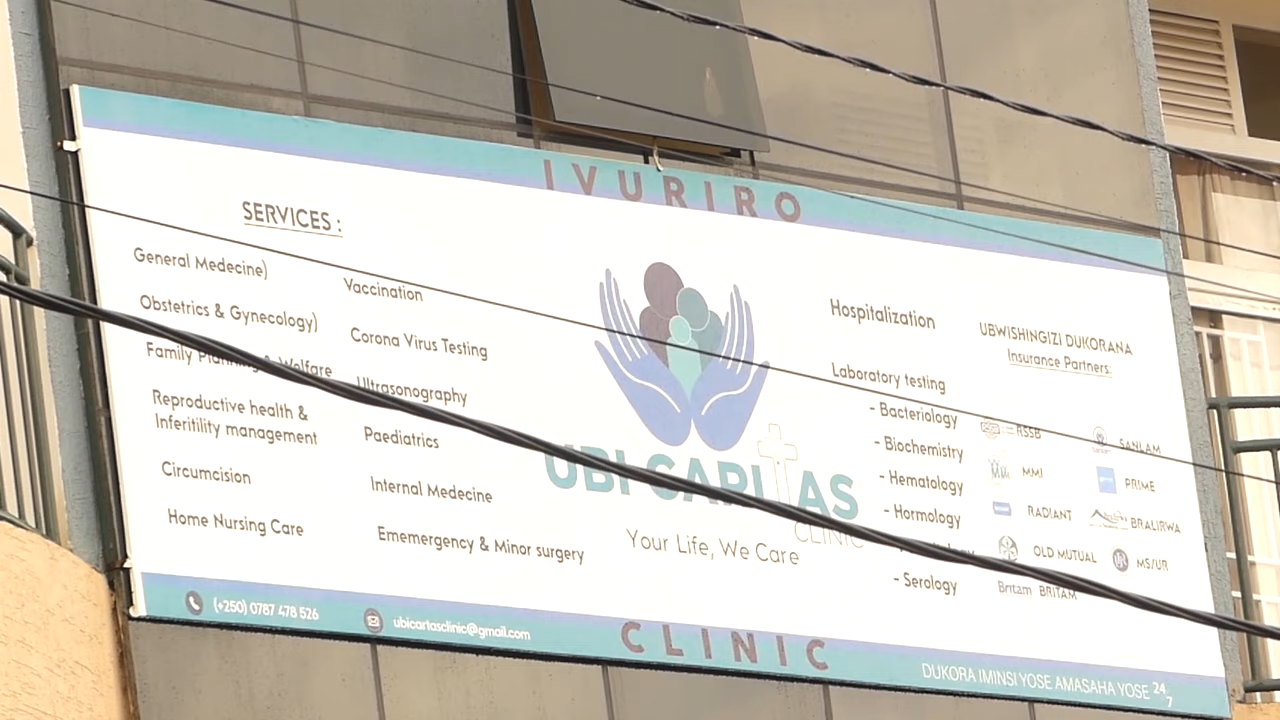 IVURIRO
SERVICES :
General Medecine)
Obstetrics & Gynecology)
Family Planning & Welfare
Reproductive health &
Inferitility management
Circumcision
Home Nursing Care
Vaccination
Corona Virus Testing
Ultrasonography
Paediatrics
Internal Medecine
Ememergency & Minor surgery
UBI CARITAS
CLINIC
Your Life, We Care
Hospitalization
Laboratory testing
- Bacteriology
- Biochemistry
- Hematology
- Hormology
- Serology
UBWISHINGIZI DUKORANA
Insurance Partners:
RSSB
SANLAM
MMI
PRIME
RADIANT
BRALIRWA
OLD MUTUAL
MS/UR
Britam BRITAM
(+250) 0787 478 526
ubicaritasclinic@gmail.com
CLINIC
DUKORA IMINSI YOSE AMASAHA YOSE 24/7